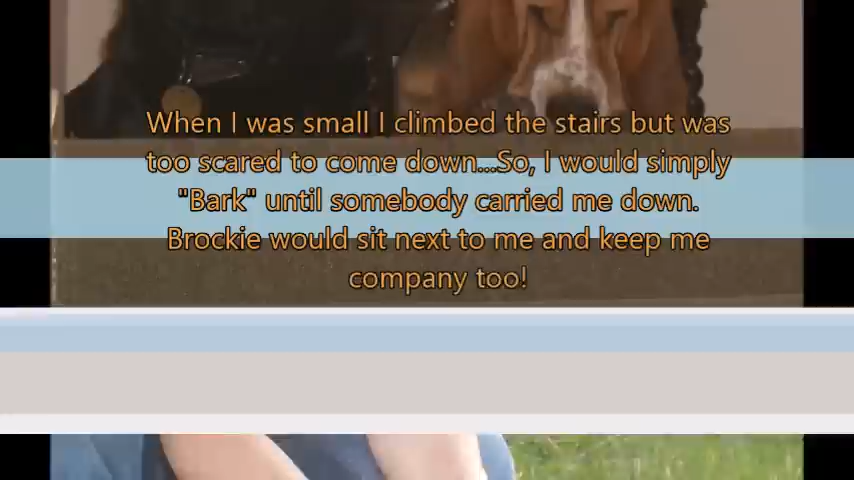 When I was small I climbed the stairs but was
too scared to come down...So, I would simply
"Bark" until somebody carried me down.
Brockie would sit next to me and keep me
company too!